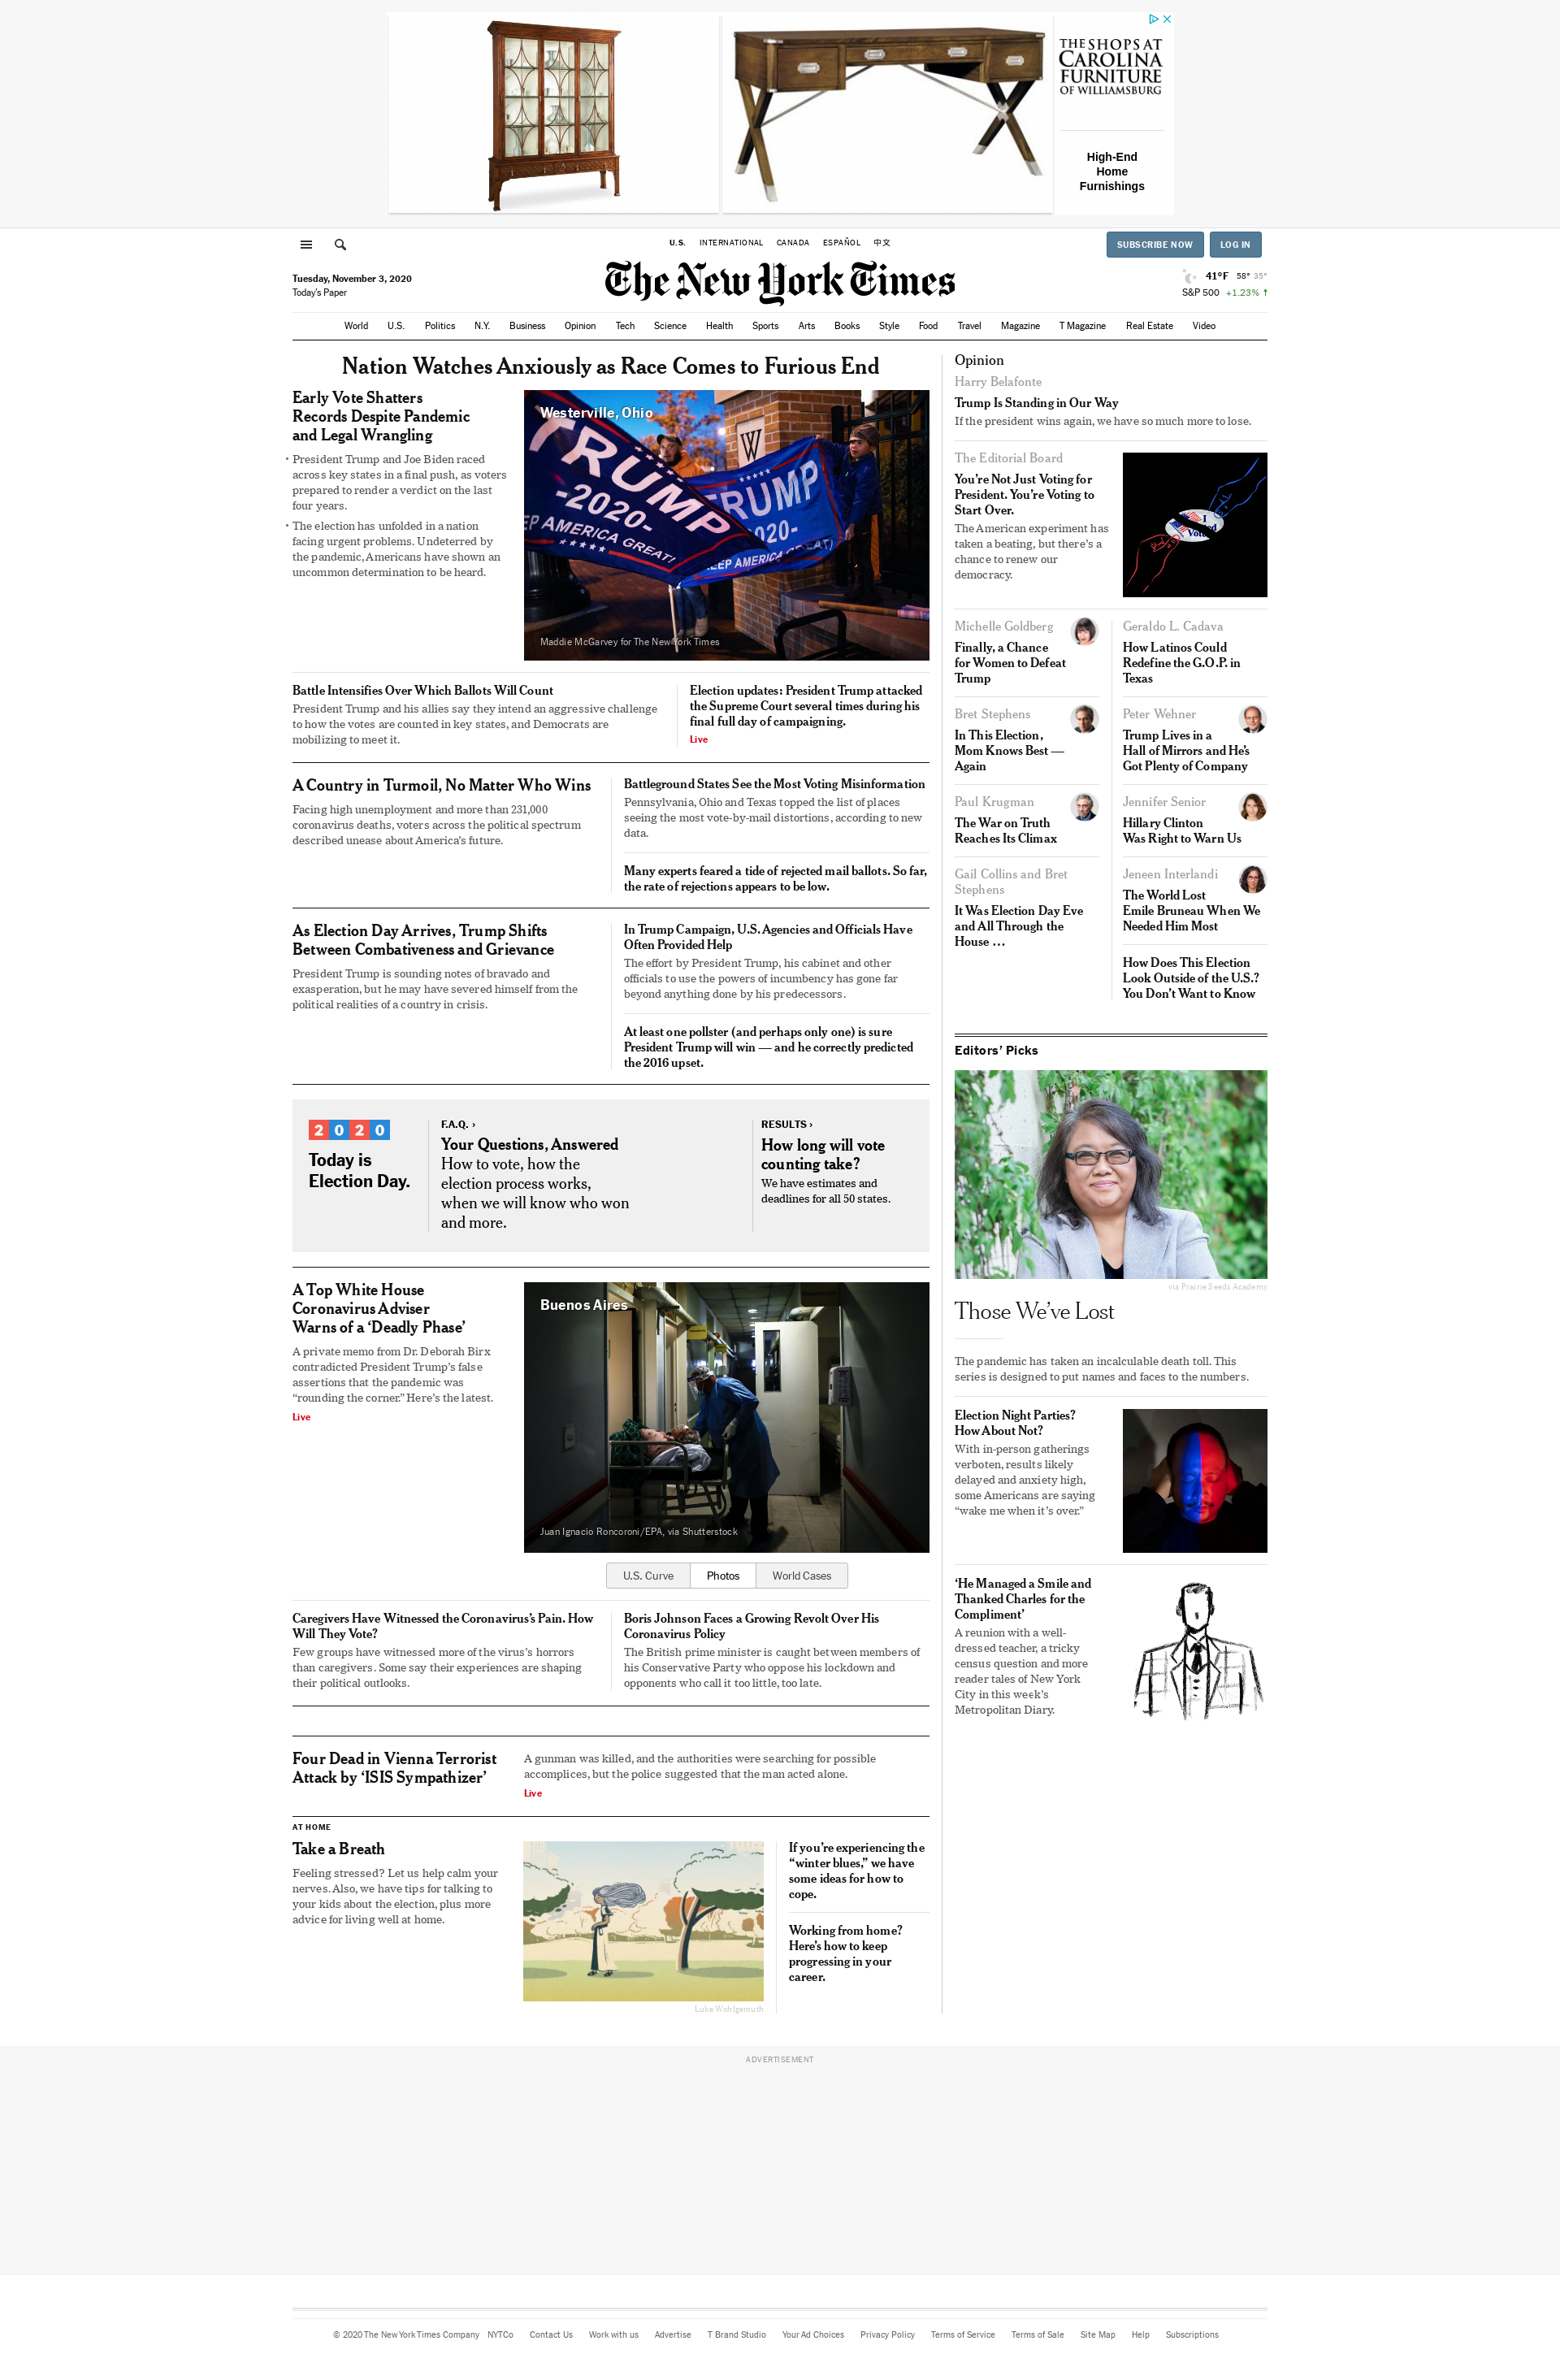 THE SHOPS AT
CAROLINA
FURNITURE
OF WILLIAMSBURG
High-End
Home
Furnishings
U.S. INTERNATIONAL CANADA ESPAÑOL 中文
SUBSCRIBE NOW LOG IN
Tuesday, November 3, 2020
Today's Paper
The New York Times
41°F 58° 35°
S&P 500 +1.23% ↑
World U.S. Politics N.Y. Business Opinion Tech Science Health Sports Arts Books Style Food Travel Magazine T Magazine Real Estate Video
Nation Watches Anxiously as Race Comes to Furious End
Early Vote Shatters
Records Despite Pandemic
and Legal Wrangling
• President Trump and Joe Biden raced
across key states in a final push, as voters
prepared to render a verdict on the last
four years.
• The election has unfolded in a nation
facing urgent problems. Undeterred by
the pandemic, Americans have shown an
uncommon determination to be heard.
Westerville, Ohio
TRUMP
-2020-
KEEP AMERICA GREAT!
TRUMP
-2020-
KEEP AMERICA GREAT!
W
Maddie McGarvey for The New York Times
Battle Intensifies Over Which Ballots Will Count
President Trump and his allies say they intend an aggressive challenge
to how the votes are counted in key states, and Democrats are
mobilizing to meet it.
Election updates: President Trump attacked
the Supreme Court several times during his
final full day of campaigning.
Live
A Country in Turmoil, No Matter Who Wins
Facing high unemployment and more than 231,000
coronavirus deaths, voters across the political spectrum
described unease about America's future.
Battleground States See the Most Voting Misinformation
Pennsylvania, Ohio and Texas topped the list of places
seeing the most vote-by-mail distortions, according to new
data.
Many experts feared a tide of rejected mail ballots. So far,
the rate of rejections appears to be low.
As Election Day Arrives, Trump Shifts
Between Combativeness and Grievance
President Trump is sounding notes of bravado and
exasperation, but he may have severed himself from the
political realities of a country in crisis.
In Trump Campaign, U.S. Agencies and Officials Have
Often Provided Help
The effort by President Trump, his cabinet and other
officials to use the powers of incumbency has gone far
beyond anything done by his predecessors.
At least one pollster (and perhaps only one) is sure
President Trump will win — and he correctly predicted
the 2016 upset.
2020
Today is
Election Day.
F.A.Q. ›
Your Questions, Answered
How to vote, how the
election process works,
when we will know who won
and more.
RESULTS ›
How long will vote
counting take?
We have estimates and
deadlines for all 50 states.
A Top White House
Coronavirus Adviser
Warns of a ‘Deadly Phase’
A private memo from Dr. Deborah Birx
contradicted President Trump's false
assertions that the pandemic was
“rounding the corner.” Here's the latest.
Live
Buenos Aires
Juan Ignacio Roncoroni/EPA, via Shutterstock
U.S. Curve Photos World Cases
Caregivers Have Witnessed the Coronavirus's Pain. How
Will They Vote?
Few groups have witnessed more of the virus's horrors
than caregivers. Some say their experiences are shaping
their political outlooks.
Boris Johnson Faces a Growing Revolt Over His
Coronavirus Policy
The British prime minister is caught between members of
his Conservative Party who oppose his lockdown and
opponents who call it too little, too late.
Four Dead in Vienna Terrorist
Attack by ‘ISIS Sympathizer’
A gunman was killed, and the authorities were searching for possible
accomplices, but the police suggested that the man acted alone.
Live
AT HOME
Take a Breath
Feeling stressed? Let us help calm your
nerves. Also, we have tips for talking to
your kids about the election, plus more
advice for living well at home.
Luke Wohlgemuth
If you're experiencing the
“winter blues,” we have
some ideas for how to
cope.
Working from home?
Here's how to keep
progressing in your
career.
Opinion
Harry Belafonte
Trump Is Standing in Our Way
If the president wins again, we have so much more to lose.
The Editorial Board
You're Not Just Voting for
President. You're Voting to
Start Over.
The American experiment has
taken a beating, but there's a
chance to renew our
democracy.
Michelle Goldberg
Finally, a Chance
for Women to Defeat
Trump
Geraldo L. Cadava
How Latinos Could
Redefine the G.O.P. in
Texas
Bret Stephens
In This Election,
Mom Knows Best —
Again
Peter Wehner
Trump Lives in a
Hall of Mirrors and He's
Got Plenty of Company
Paul Krugman
The War on Truth
Reaches Its Climax
Jennifer Senior
Hillary Clinton
Was Right to Warn Us
Gail Collins and Bret
Stephens
It Was Election Day Eve
and All Through the
House …
Jeneen Interlandi
The World Lost
Emile Bruneau When We
Needed Him Most
How Does This Election
Look Outside of the U.S.?
You Don't Want to Know
Editors' Picks
via Prairie Seeds Academy
Those We've Lost
The pandemic has taken an incalculable death toll. This
series is designed to put names and faces to the numbers.
Election Night Parties?
How About Not?
With in-person gatherings
verboten, results likely
delayed and anxiety high,
some Americans are saying
“wake me when it's over.”
‘He Managed a Smile and
Thanked Charles for the
Compliment’
A reunion with a well-
dressed teacher, a tricky
census question and more
reader tales of New York
City in this week's
Metropolitan Diary.
ADVERTISEMENT
© 2020 The New York Times Company NYTCo Contact Us Work with us Advertise T Brand Studio Your Ad Choices Privacy Policy Terms of Service Terms of Sale Site Map Help Subscriptions